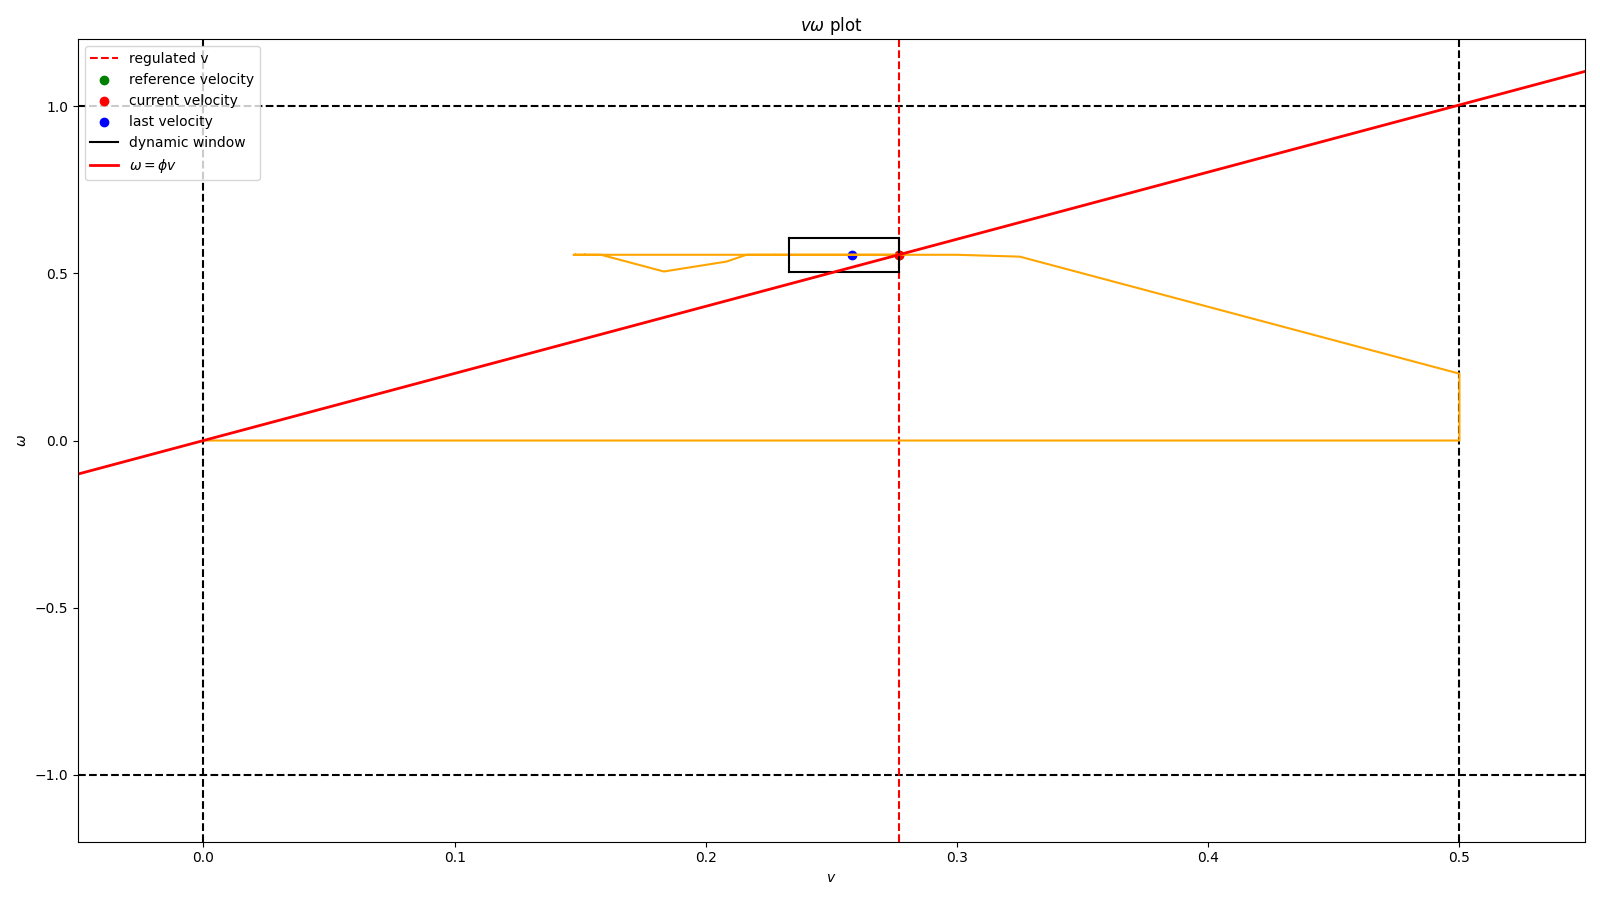 vω plot
regulated v
reference velocity
current velocity
last velocity
dynamic window
ω = ϕv
1.0
0.5
0.0
−0.5
−1.0
ω
0.0 0.1 0.2 0.3 0.4 0.5
v